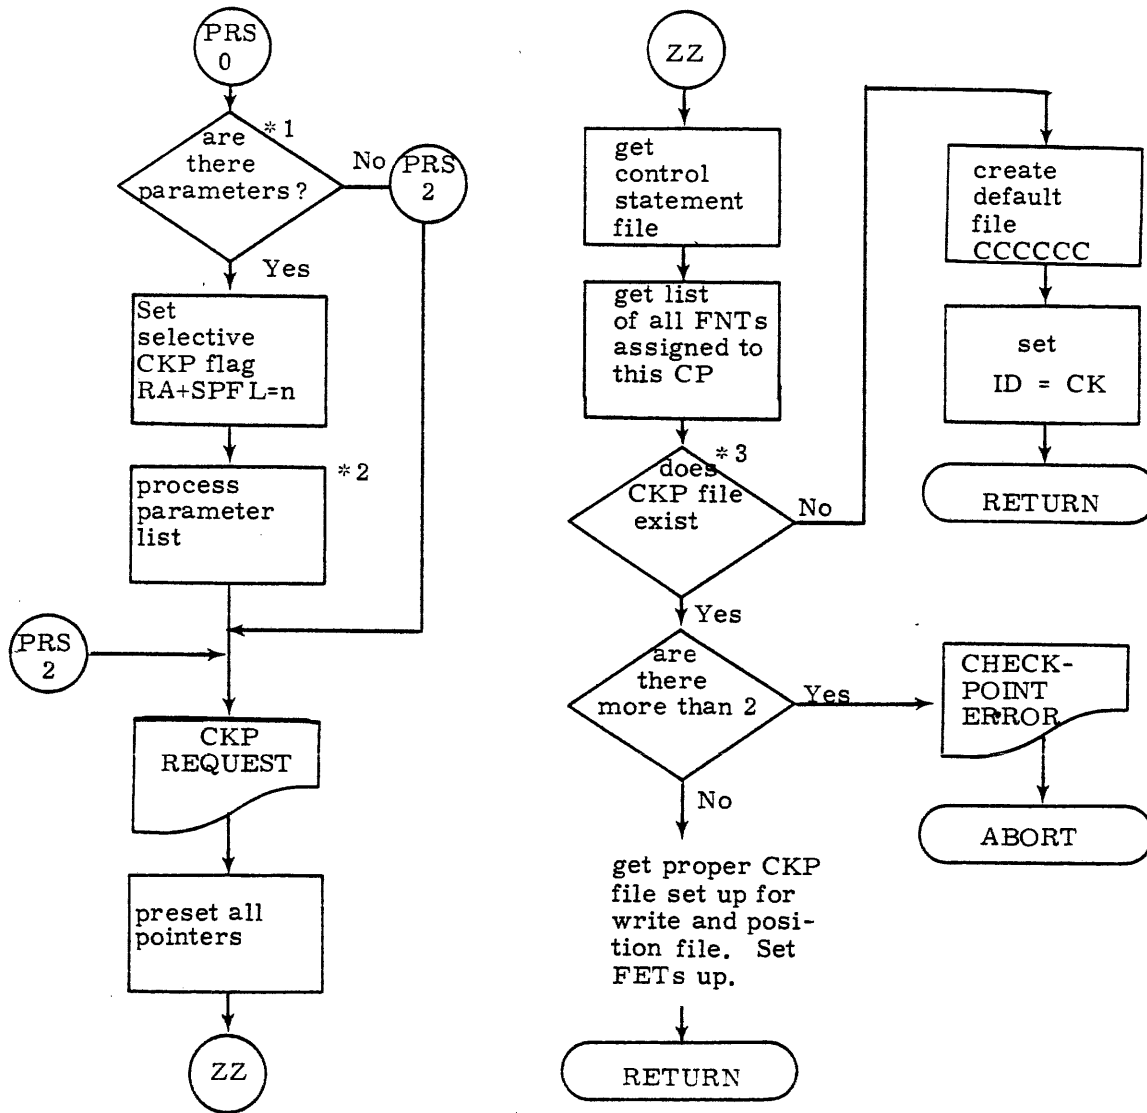 PRS
0
*1
are
there
parameters?
No
PRS
2
Yes
Set
selective
CKP flag
RA+SPFL=n
*2
process
parameter
list
PRS
2
CKP
REQUEST
preset all
pointers
ZZ
ZZ
get
control
statement
file
get list
of all FNTs
assigned to
this CP
*3
does
CKP file
exist
No
Yes
are
there
more than 2
Yes
No
get proper CKP
file set up for
write and posi-
tion file. Set
FETs up.
RETURN
create
default
file
CCCCCC
set
ID = CK
RETURN
CHECK-
POINT
ERROR
ABORT